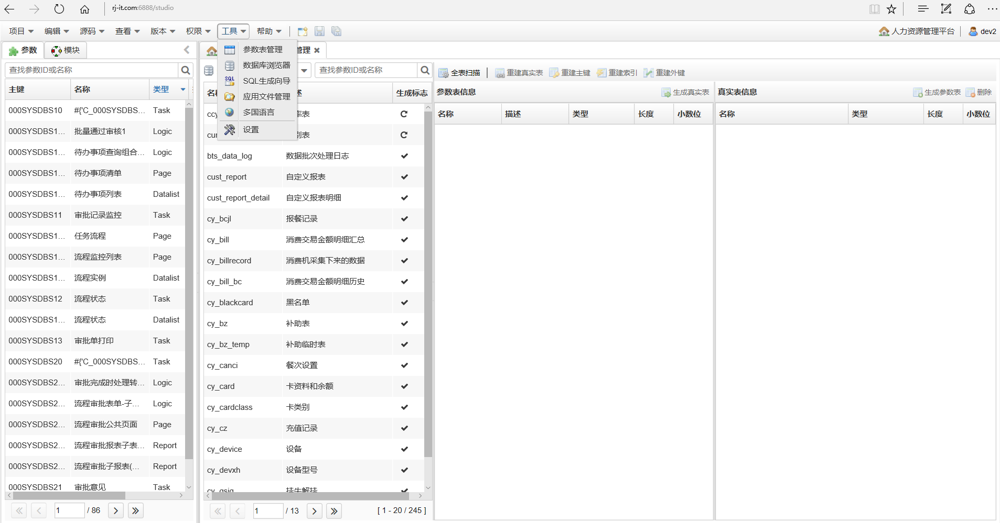 rj-it.com:6888/studio
项目 编辑 源码 查看 版本 权限 工具 帮助 人力资源管理平台 dev2
参数 模块
管理
参数表管理
数据库浏览器
SQL生成向导
应用文件管理
多国语言
设置
查找参数ID或名称
主键 名称 类型
000SYSDBS10 #{'C_000SYSDBS... Task
000SYSDBS1... 批量通过审核1 Logic
000SYSDBS1... 待办事项查询组合... Logic
000SYSDBS1... 待办事项清单 Page
000SYSDBS1... 待办事项列表 Datalist
000SYSDBS11 审批记录监控 Task
000SYSDBS1... 任务流程 Page
000SYSDBS1... 流程监控列表 Page
000SYSDBS1... 流程实例 Datalist
000SYSDBS12 流程状态 Task
000SYSDBS1... 流程状态 Datalist
000SYSDBS13 审批单打印 Task
000SYSDBS20 #{'C_000SYSDBS... Task
000SYSDBS2... 审批完成时处理转... Logic
000SYSDBS2... 流程审批表单-子... Logic
000SYSDBS2... 流程审批公共页面 Page
000SYSDBS2... 流程审批报表子表... Report
000SYSDBS2... 流程审批子报表(... Report
000SYSDBS21 审批意见 Task
1 / 86
查找参数ID或名称
名 述 生成标志
ccy 率表
cur 别表
bts_data_log 数据批次处理日志
cust_report 自定义报表
cust_report_detail 自定义报表明细
cy_bcjl 报餐记录
cy_bill 消费交易金额明细汇总
cy_billrecord 消费机采集下来的数据
cy_bill_bc 消费交易金额明细历史
cy_blackcard 黑名单
cy_bz 补助表
cy_bz_temp 补助临时表
cy_canci 餐次设置
cy_card 卡资料和余额
cy_cardclass 卡类别
cy_cz 充值记录
cy_device 设备
cy_devxh 设备型号
1 / 13 [ 1 - 20 / 245 ]
全表扫描 重建真实表 重建主键 重建索引 重建外键
参数表信息 生成真实表
名称 描述 类型 长度 小数位
真实表信息 生成参数表 删除
名称 类型 长度 小数位